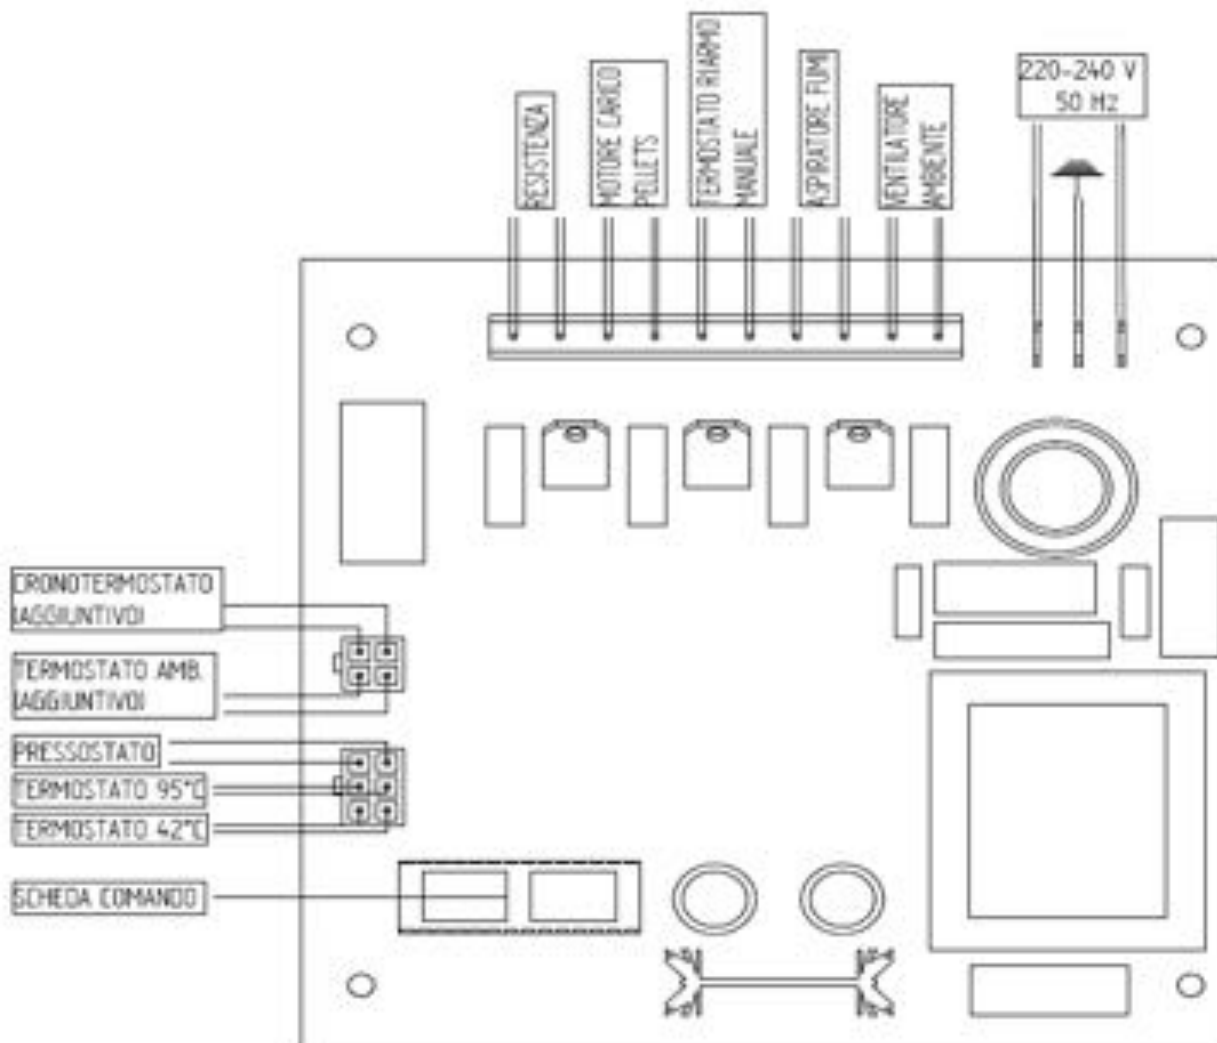 RESISTENZA
MOTORE CARICO
PELLETS
TERMOSTATO RIARMO
MANUALE
ASPIRATORE FUMI
VENTILATORE
AMBIENTE
220-240 V
50 Hz
CRONOTERMOSTATO
(AGGIUNTIVO)
TERMOSTATO AMB.
(AGGIUNTIVO)
PRESSOSTATO
TERMOSTATO 95°C
TERMOSTATO 42°C
SCHEDA COMANDO